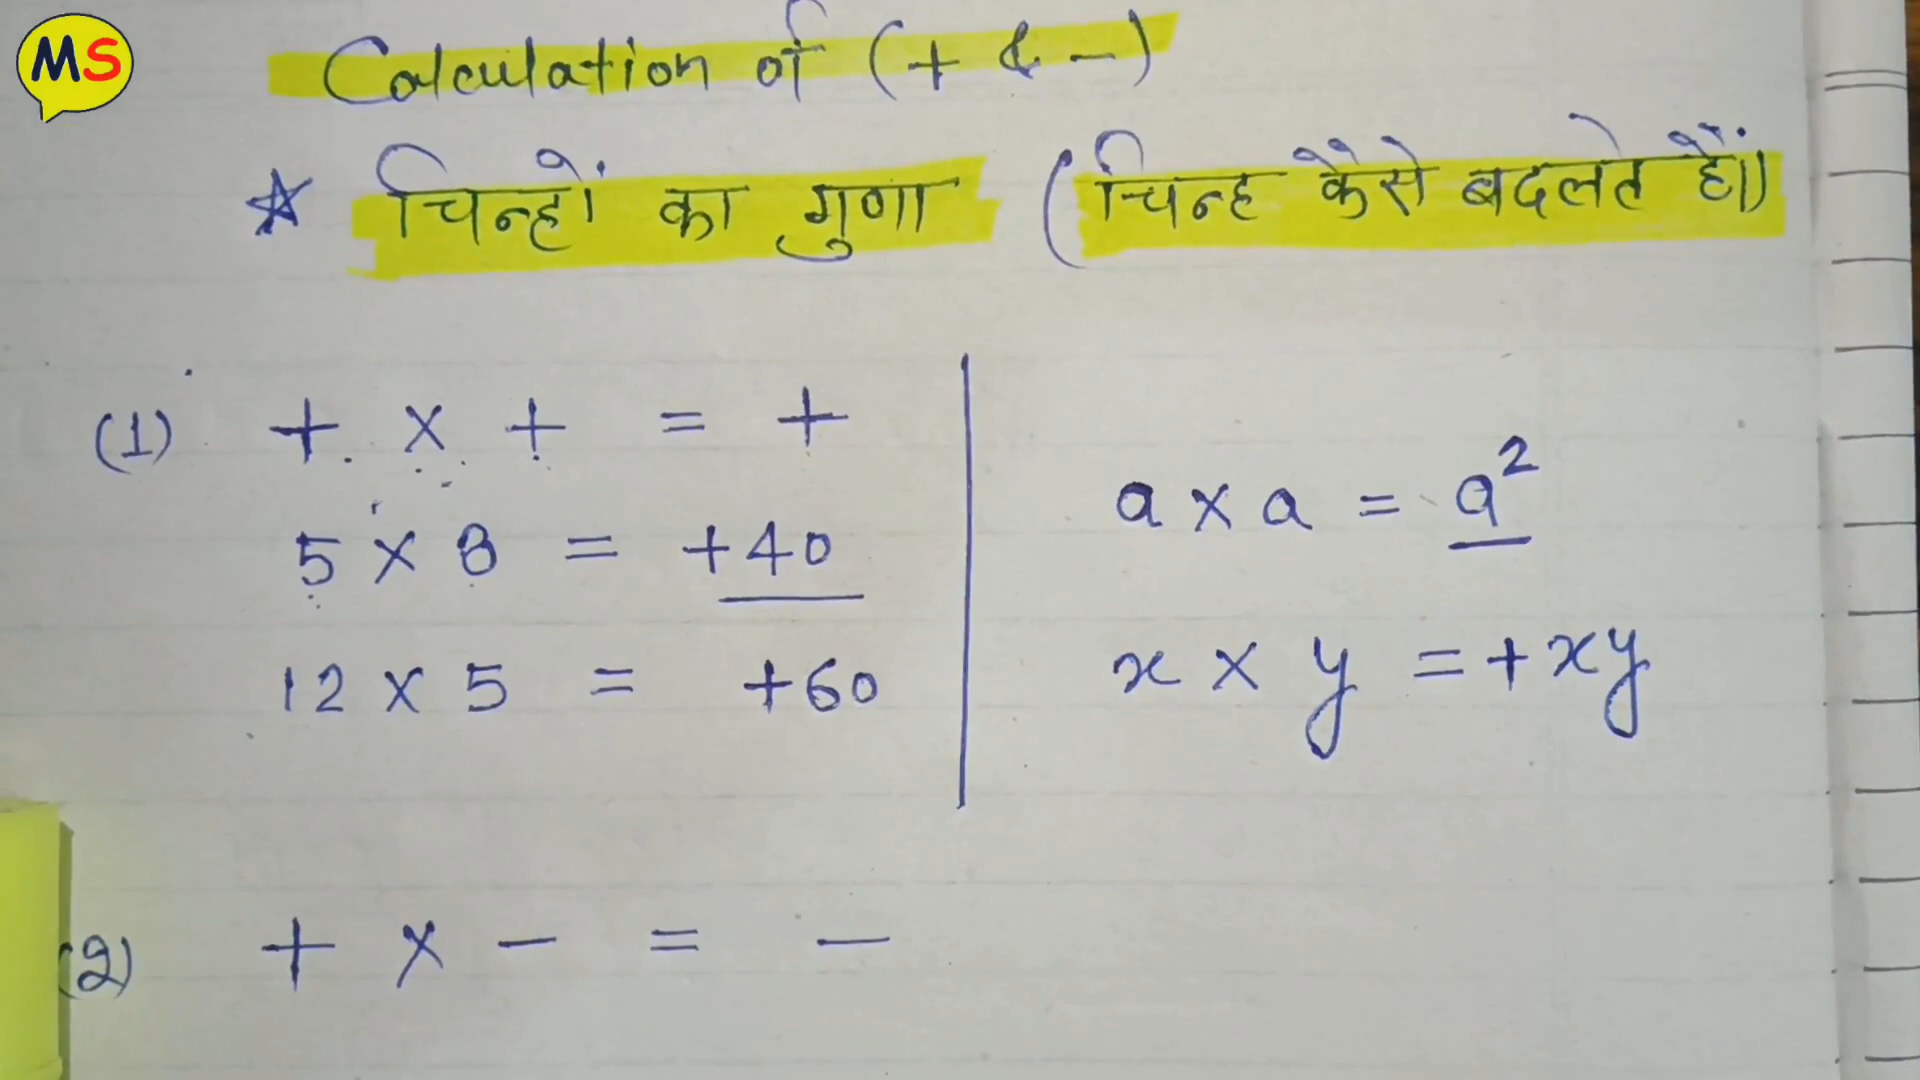 MS
Calculation of (+ & -)
☆ चिन्हों का गुणा (चिन्ह कैसे बदलते हैं।)
(1) + × + = +
5 × 8 = +40
12 × 5 = +60
a × a = a²
x × y = +xy
(2) + × - = -